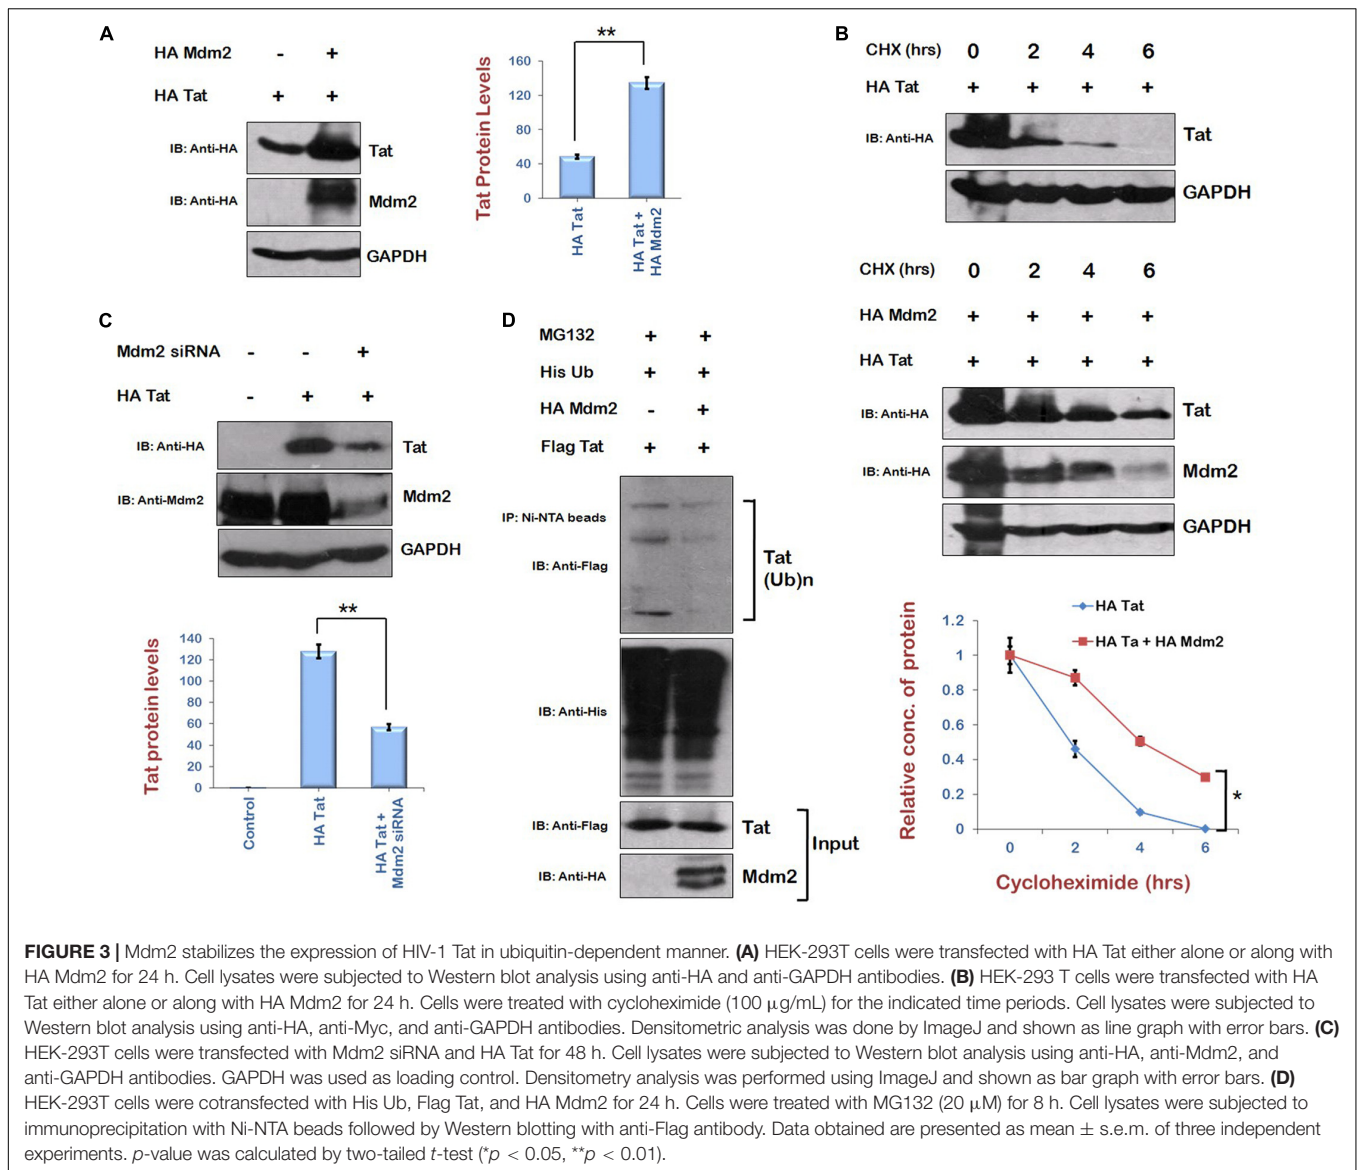 A
HA Mdm2 - +
HA Tat + +
IB: Anti-HA Tat
IB: Anti-HA Mdm2
GAPDH
**
Tat Protein Levels
160
120
80
40
0
HA Tat
HA Tat +
HA Mdm2
B
CHX (hrs) 0 2 4 6
HA Tat + + + +
IB: Anti-HA Tat
GAPDH
CHX (hrs) 0 2 4 6
HA Mdm2 + + + +
HA Tat + + + +
IB: Anti-HA Tat
IB: Anti-HA Mdm2
GAPDH
HA Tat
HA Ta + HA Mdm2
Relative conc. of protein
1.2
1
0.8
0.6
0.4
0.2
0
*
0 2 4 6
Cycloheximide (hrs)
C
Mdm2 siRNA - - +
HA Tat - + +
IB: Anti-HA Tat
IB: Anti-Mdm2 Mdm2
GAPDH
**
Tat protein levels
140
120
100
80
60
40
20
0
Control
HA Tat
HA Tat +
Mdm2 siRNA
D
MG132 + +
His Ub + +
HA Mdm2 - +
Flag Tat + +
IP: Ni-NTA beads
IB: Anti-Flag
Tat
(Ub)n
IB: Anti-His
IB: Anti-Flag Tat
Input
IB: Anti-HA Mdm2
FIGURE 3 | Mdm2 stabilizes the expression of HIV-1 Tat in ubiquitin-dependent manner. (A) HEK-293T cells were transfected with HA Tat either alone or along with
HA Mdm2 for 24 h. Cell lysates were subjected to Western blot analysis using anti-HA and anti-GAPDH antibodies. (B) HEK-293 T cells were transfected with HA
Tat either alone or along with HA Mdm2 for 24 h. Cells were treated with cycloheximide (100 μg/mL) for the indicated time periods. Cell lysates were subjected to
Western blot analysis using anti-HA, anti-Myc, and anti-GAPDH antibodies. Densitometric analysis was done by ImageJ and shown as line graph with error bars. (C)
HEK-293T cells were transfected with Mdm2 siRNA and HA Tat for 48 h. Cell lysates were subjected to Western blot analysis using anti-HA, anti-Mdm2, and
anti-GAPDH antibodies. GAPDH was used as loading control. Densitometry analysis was performed using ImageJ and shown as bar graph with error bars. (D)
HEK-293T cells were cotransfected with His Ub, Flag Tat, and HA Mdm2 for 24 h. Cells were treated with MG132 (20 μM) for 8 h. Cell lysates were subjected to
immunoprecipitation with Ni-NTA beads followed by Western blotting with anti-Flag antibody. Data obtained are presented as mean ± s.e.m. of three independent
experiments. p-value was calculated by two-tailed t-test (*p < 0.05, **p < 0.01).